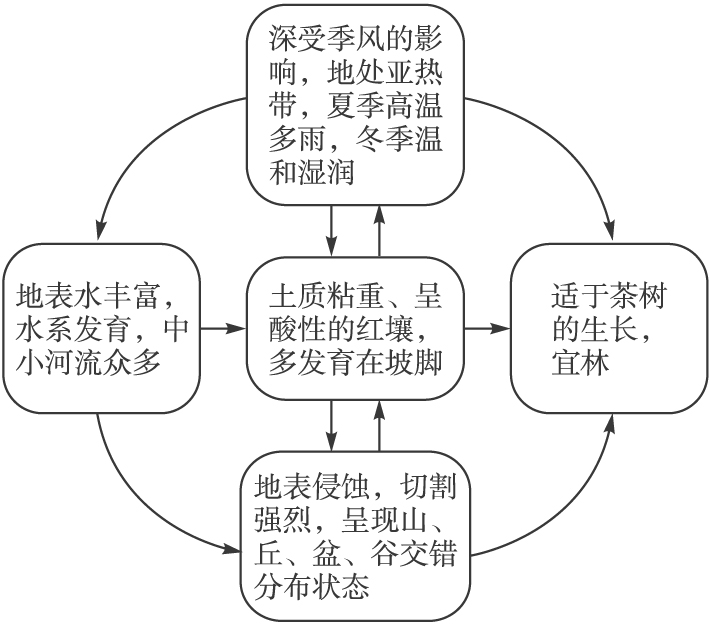 深受季风的影
响，地处亚热
带，夏季高温
多雨，冬季温
和湿润
地表水丰富，
水系发育，中
小河流众多
土质粘重、呈
酸性的红壤，
多发育在坡脚
适于茶树
的生长，
宜林
地表侵蚀，切割
强烈，呈现山、
丘、盆、谷交错
分布状态